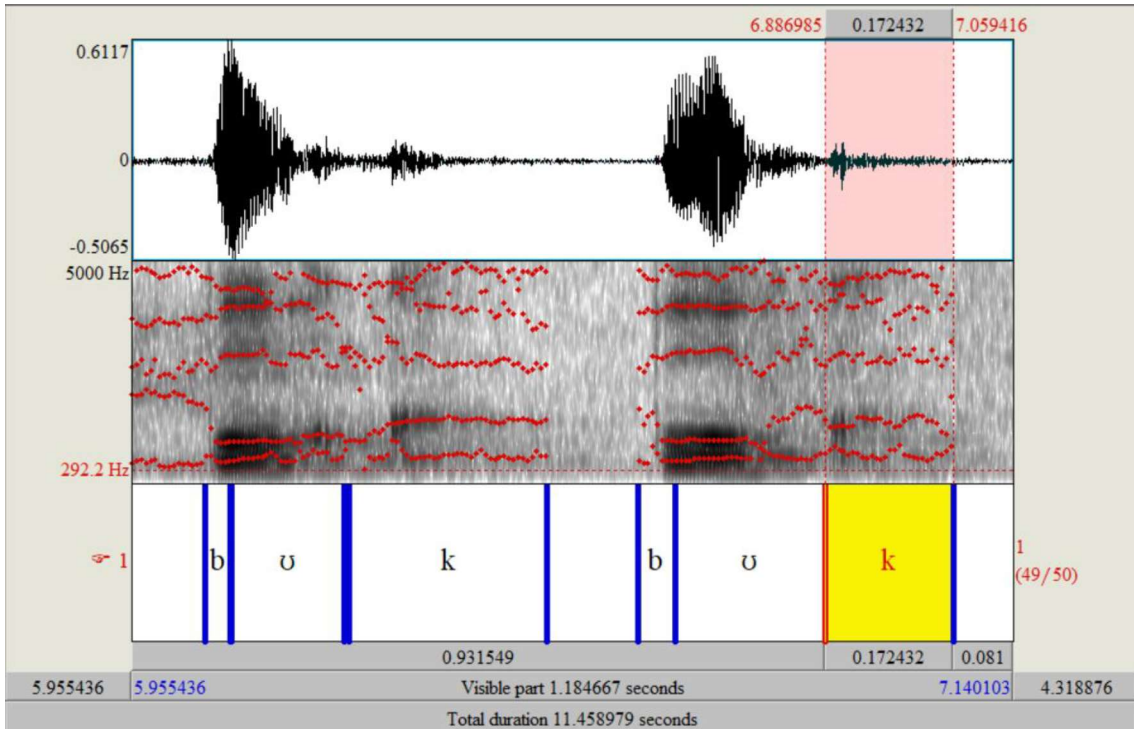 6.886985 0.172432 7.059416
0.6117
0
-0.5065
5000 Hz
292.2 Hz
☞ 1 b ʊ k b ʊ k 1
(49/50)
0.931549 0.172432 0.081
5.955436 5.955436 Visible part 1.184667 seconds 7.140103 4.318876
Total duration 11.458979 seconds